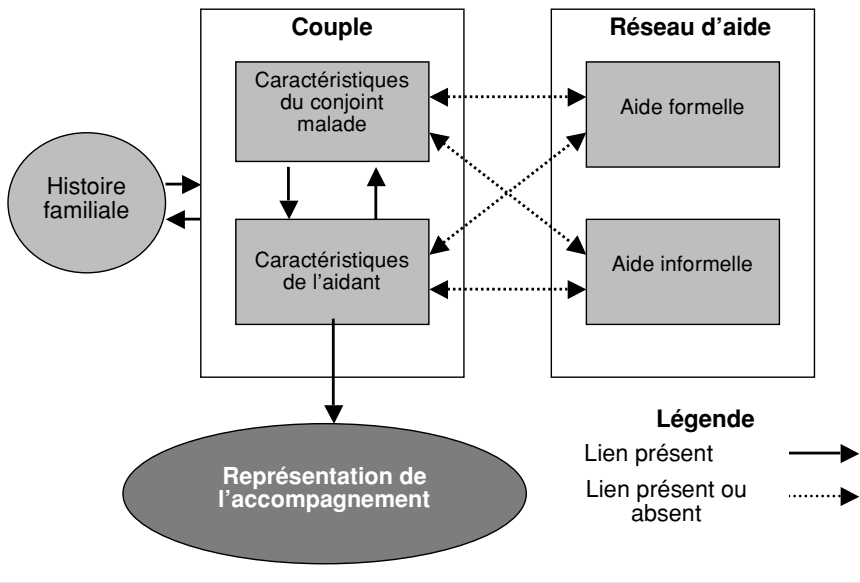 Couple
Réseau d’aide
Caractéristiques
du conjoint
malade
Aide formelle
Histoire
familiale
Caractéristiques
de l’aidant
Aide informelle
Légende
Lien présent
Lien présent ou
absent
Représentation de
l’accompagnement